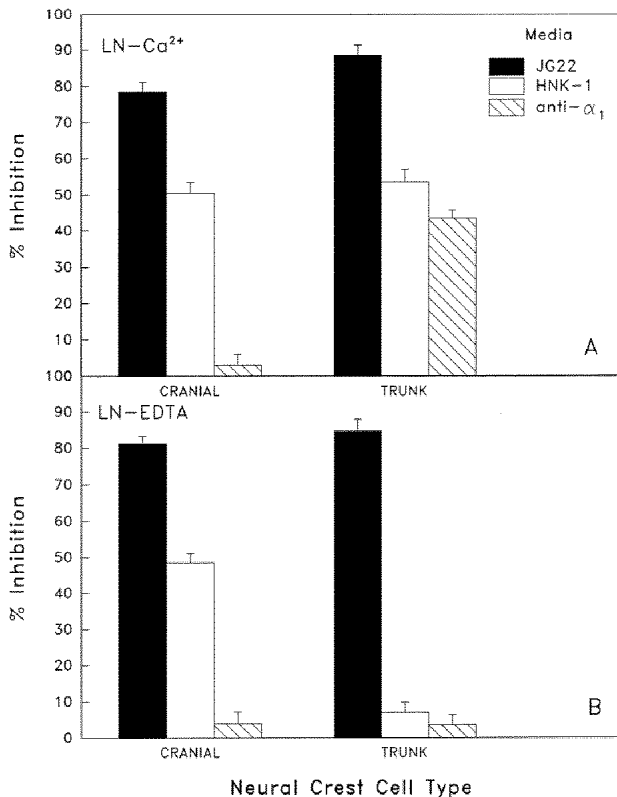 100
LN-Ca²⁺
Media
JG22
HNK-1
anti-α₁
90
80
70
60
50
40
30
20
10
% Inhibition
A
CRANIAL
TRUNK
100
LN-EDTA
90
80
70
60
50
40
30
20
10
0
% Inhibition
B
CRANIAL
TRUNK
Neural Crest Cell Type